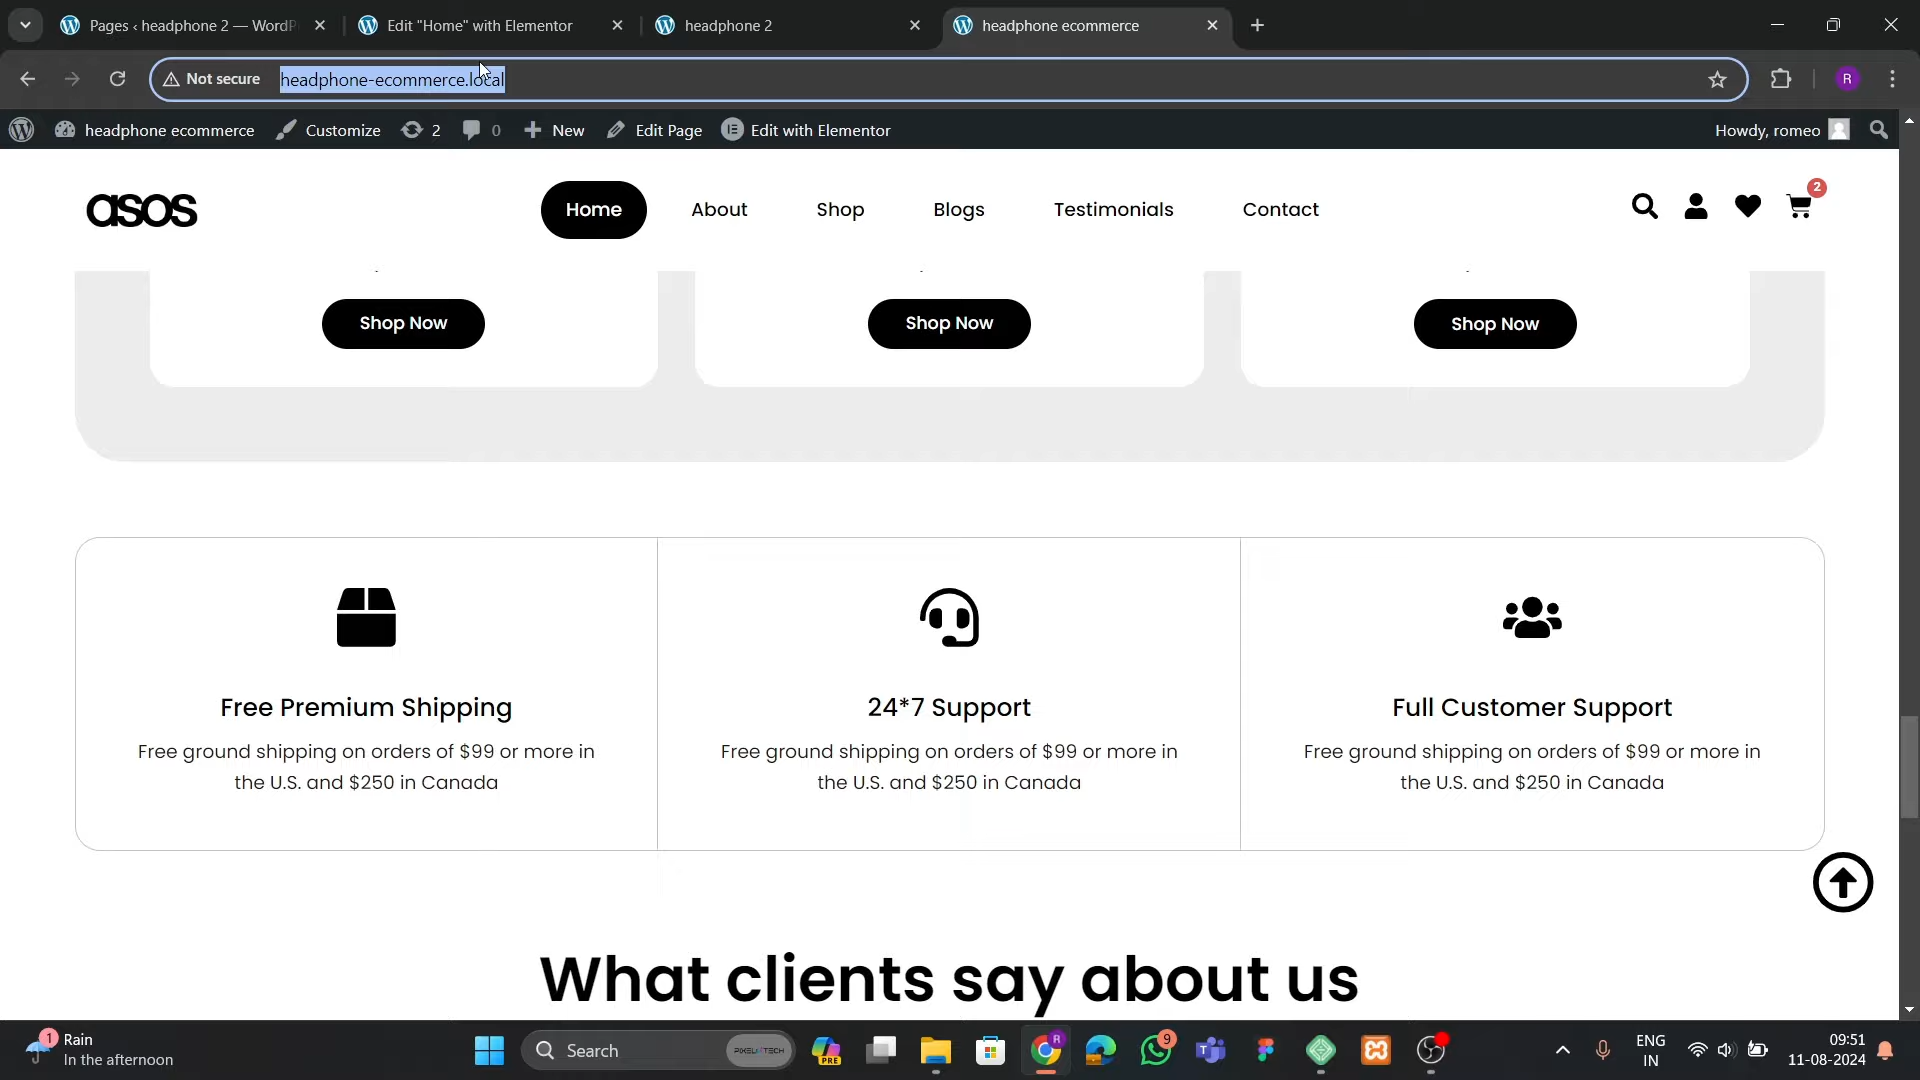 Pages ‹ headphone 2 — WordP
Edit "Home" with Elementor
headphone 2
headphone ecommerce
Not secure
headphone-ecommerce.local
R
headphone ecommerce
Customize
2
0
New
Edit Page
Edit with Elementor
Howdy, romeo
asos
Home
About
Shop
Blogs
Testimonials
Contact
2
Shop Now
Shop Now
Shop Now
Free Premium Shipping
Free ground shipping on orders of $99 or more in
the U.S. and $250 in Canada
24*7 Support
Free ground shipping on orders of $99 or more in
the U.S. and $250 in Canada
Full Customer Support
Free ground shipping on orders of $99 or more in
the U.S. and $250 in Canada
What clients say about us
1
Rain
In the afternoon
Search
PRE
R
9
ENG
IN
09:51
11-08-2024